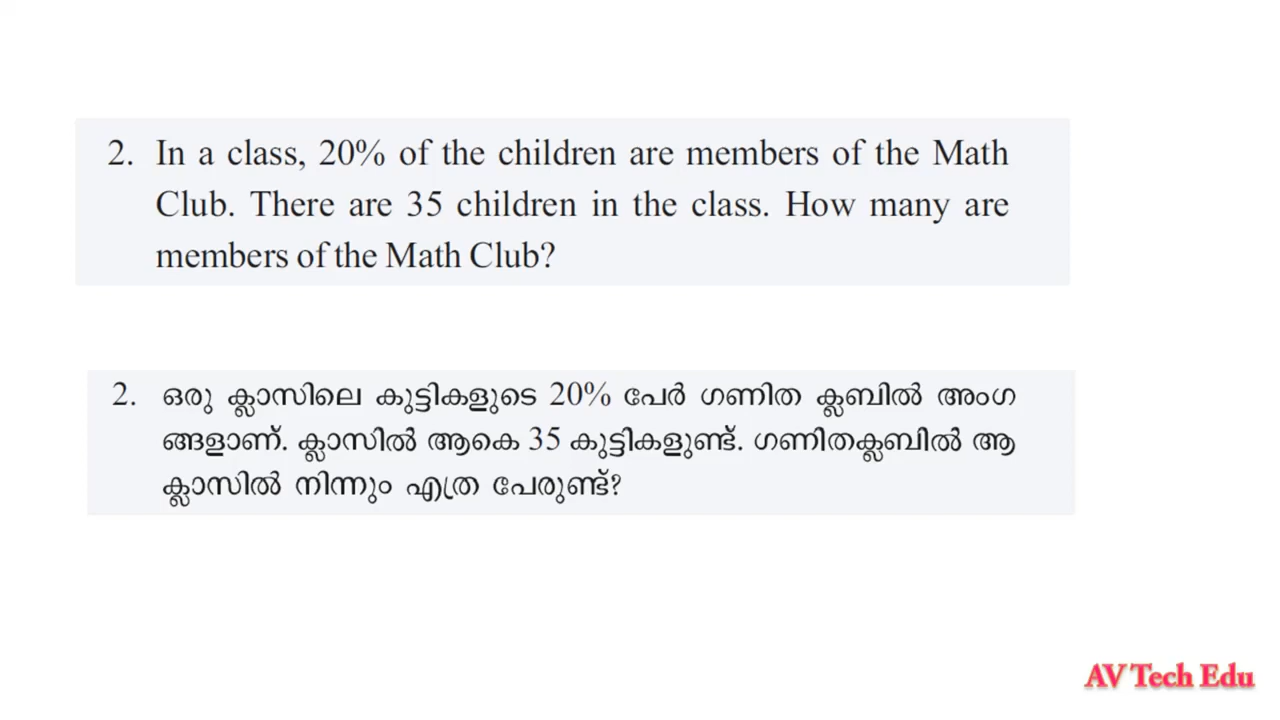 2. In a class, 20% of the children are members of the Math
Club. There are 35 children in the class. How many are
members of the Math Club?
2. ഒരു ക്ലാസിലെ കുട്ടികളുടെ 20% പേർ ഗണിത ക്ലബിൽ അംഗ
ങ്ങളാണ്. ക്ലാസിൽ ആകെ 35 കുട്ടികളുണ്ട്. ഗണിതക്ലബിൽ ആ
ക്ലാസിൽ നിന്നും എത്ര പേരുണ്ട്?
AV Tech Edu